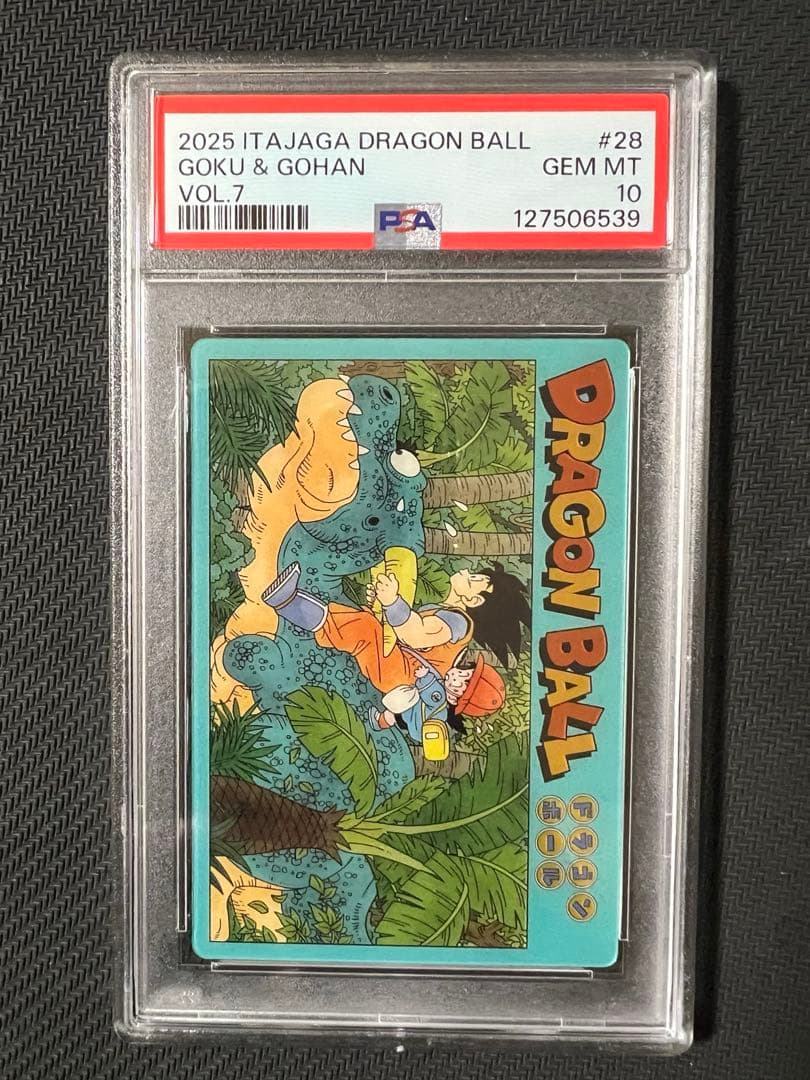 2025 ITAJAGA DRAGON BALL #28
GOKU & GOHAN GEM MT
VOL.7 10
PSA 127506539
DRAGON BALL
ドラゴン
ボール